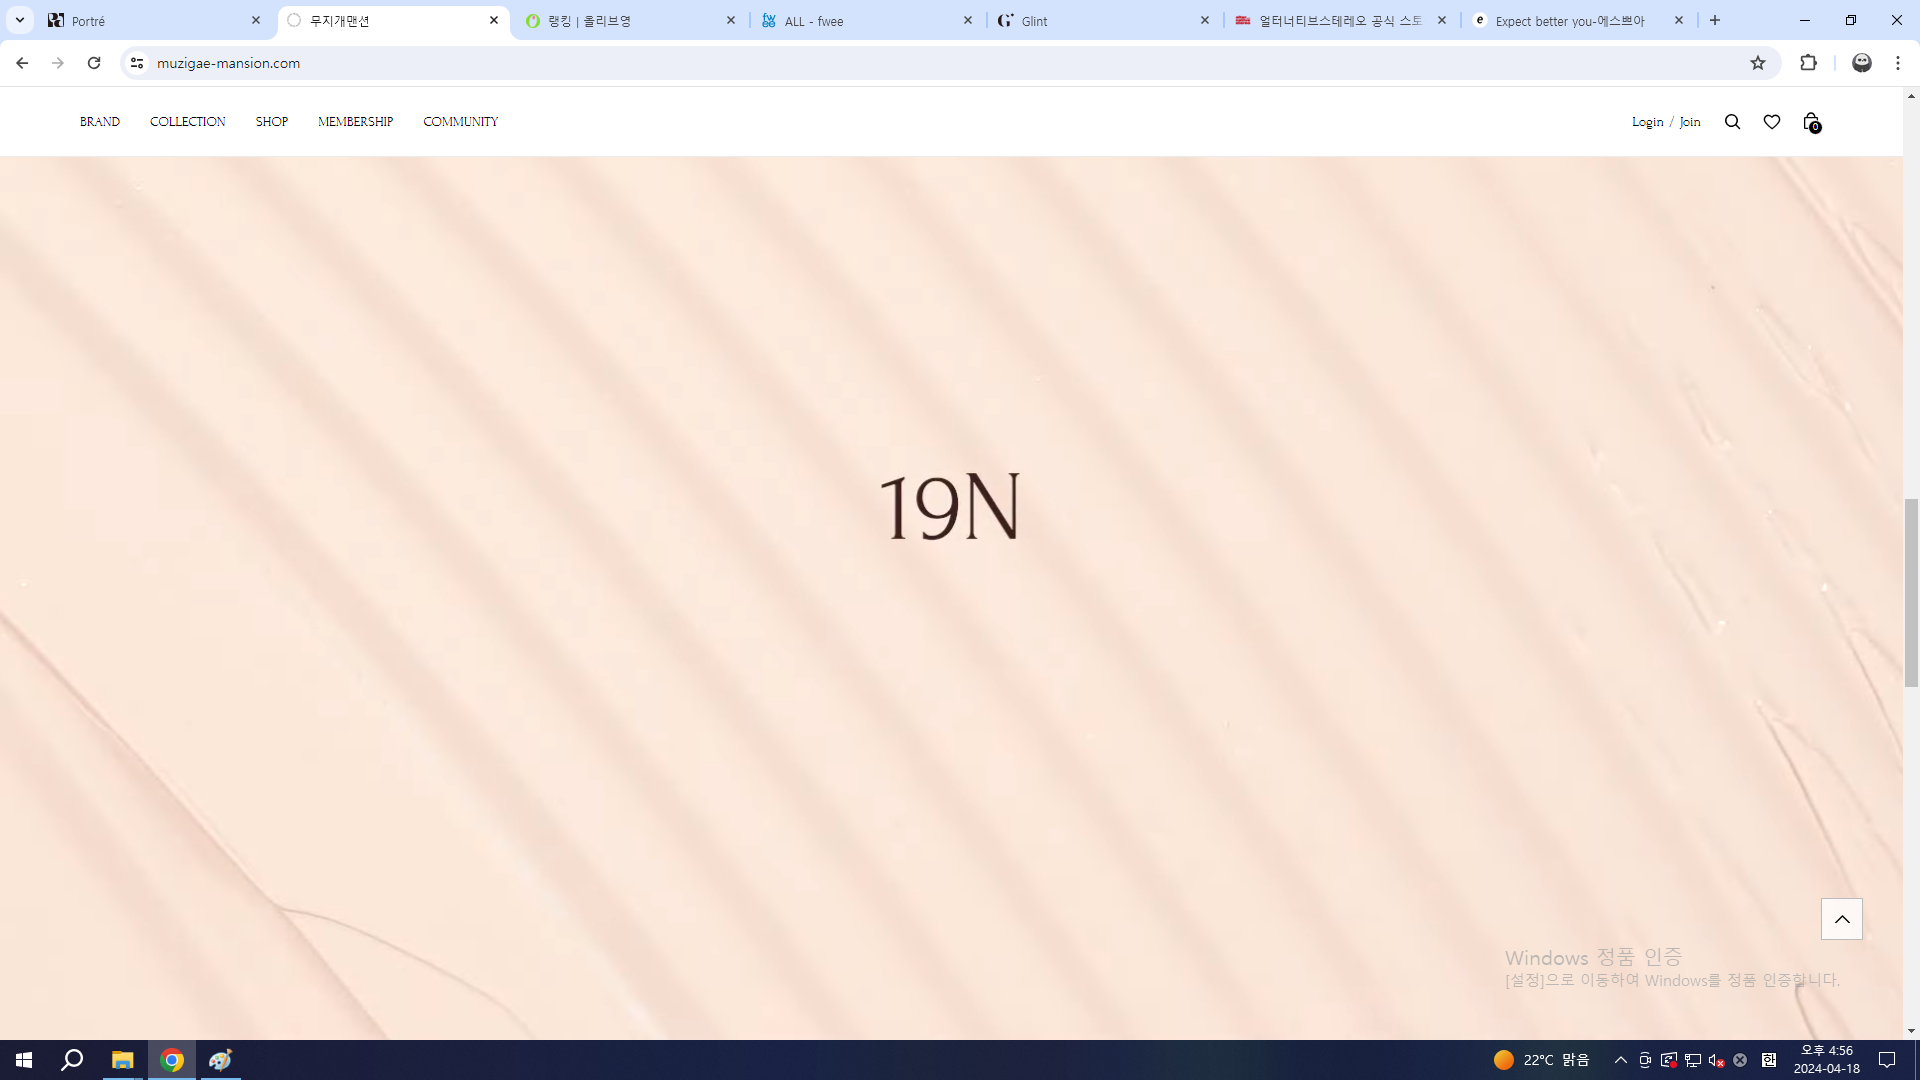 Portré
무지개맨션
랭킹 | 올리브영
ALL - fwee
Glint
얼터너티브스테레오 공식 스토
Expect better you-에스쁘아
muzigae-mansion.com
BRAND COLLECTION SHOP MEMBERSHIP COMMUNITY
Login / Join
0
19N
Windows 정품 인증
[설정]으로 이동하여 Windows를 정품 인증합니다.
22°C 맑음
한
오후 4:56
2024-04-18